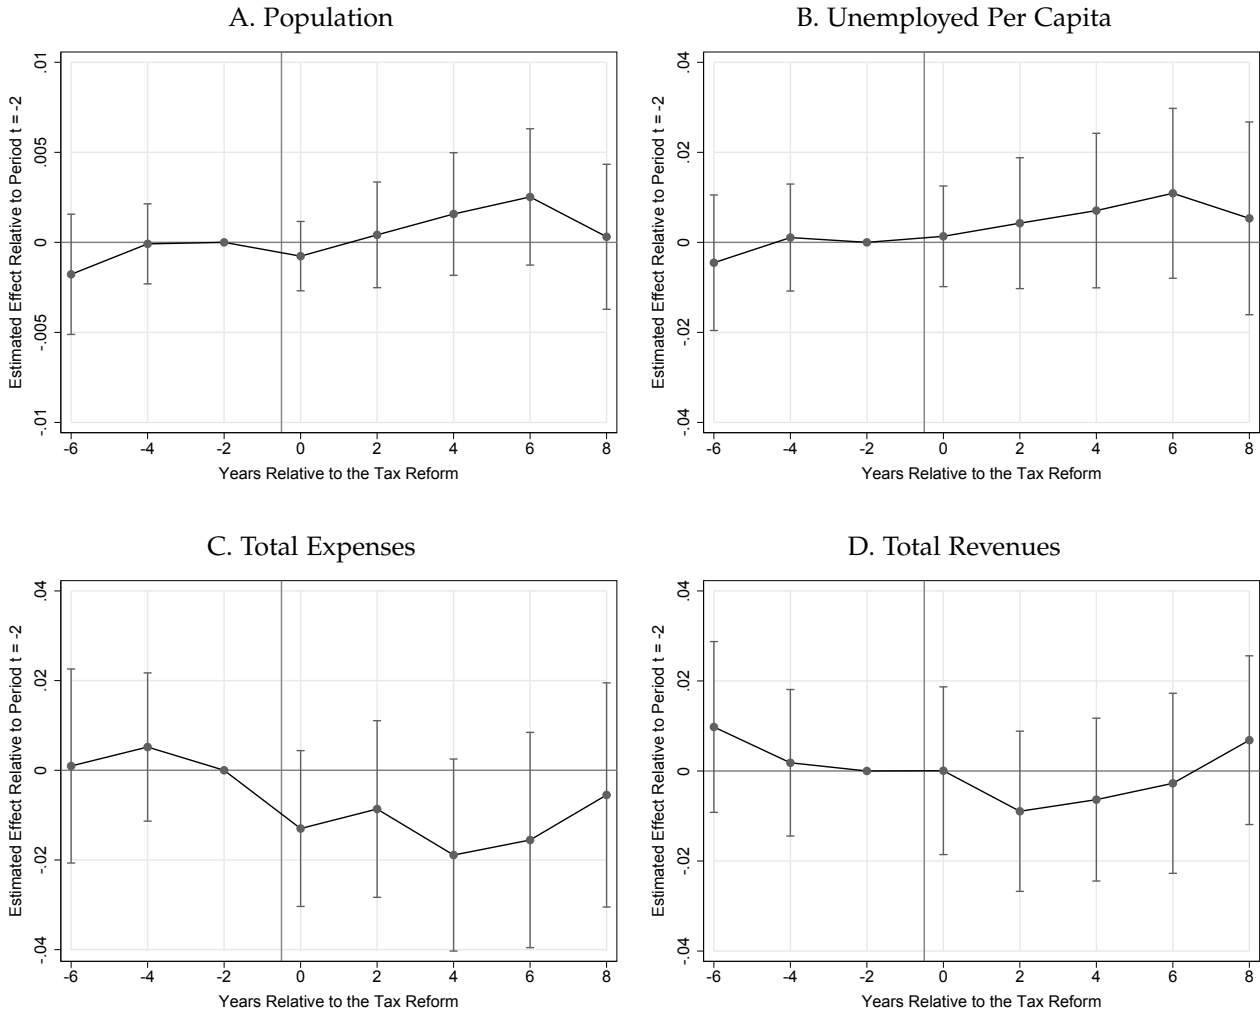 A. Population
.01
.005
0
-.005
-.01
Estimated Effect Relative to Period t = -2
-6 -4 -2 0 2 4 6 8
Years Relative to the Tax Reform
B. Unemployed Per Capita
.04
.02
0
-.02
-.04
Estimated Effect Relative to Period t = -2
-6 -4 -2 0 2 4 6 8
Years Relative to the Tax Reform
C. Total Expenses
.04
.02
0
-.02
-.04
Estimated Effect Relative to Period t = -2
-6 -4 -2 0 2 4 6 8
Years Relative to the Tax Reform
D. Total Revenues
.04
.02
0
-.02
-.04
Estimated Effect Relative to Period t = -2
-6 -4 -2 0 2 4 6 8
Years Relative to the Tax Reform